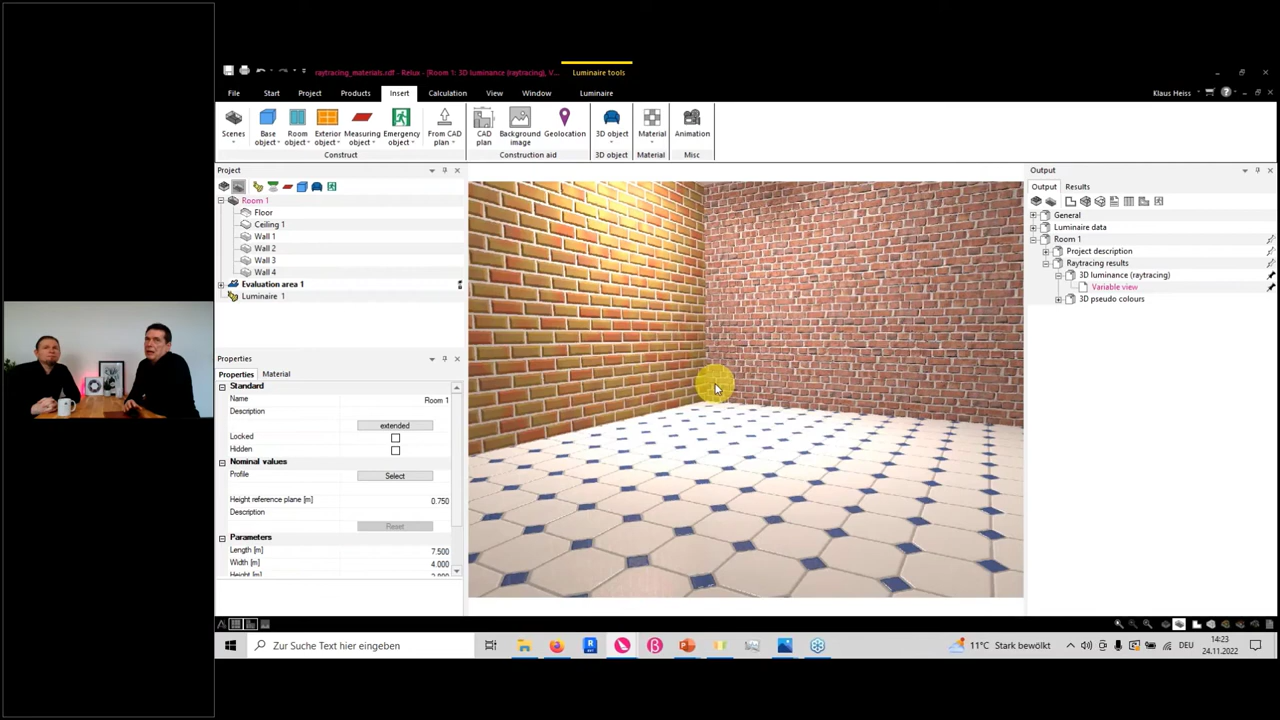 raytracing_materials.rdf - Relux - [Room 1: 3D luminance (raytracing), V...
Luminaire tools
File Start Project Products Insert Calculation View Window Luminaire
Klaus Heiss
Scenes
Base object
Room object
Exterior object
Measuring object
Emergency object
From CAD plan
CAD plan
Background image
Geolocation
3D object
Material
Animation
Construct
Construction aid
3D object
Material
Misc
Project
Room 1
Floor
Ceiling 1
Wall 1
Wall 2
Wall 3
Wall 4
Evaluation area 1
Luminaire 1
Properties
Properties Material
Standard
Name Room 1
Description
extended
Locked
Hidden
Nominal values
Profile Select
Height reference plane [m] 0.750
Description
Reset
Parameters
Length [m] 7.500
Width [m] 4.000
Output
Output Results
General
Luminaire data
Room 1
Project description
Raytracing results
3D luminance (raytracing)
Variable view
3D pseudo colours
Zur Suche Text hier eingeben
11°C Stark bewölkt
DEU
14:23
24.11.2022